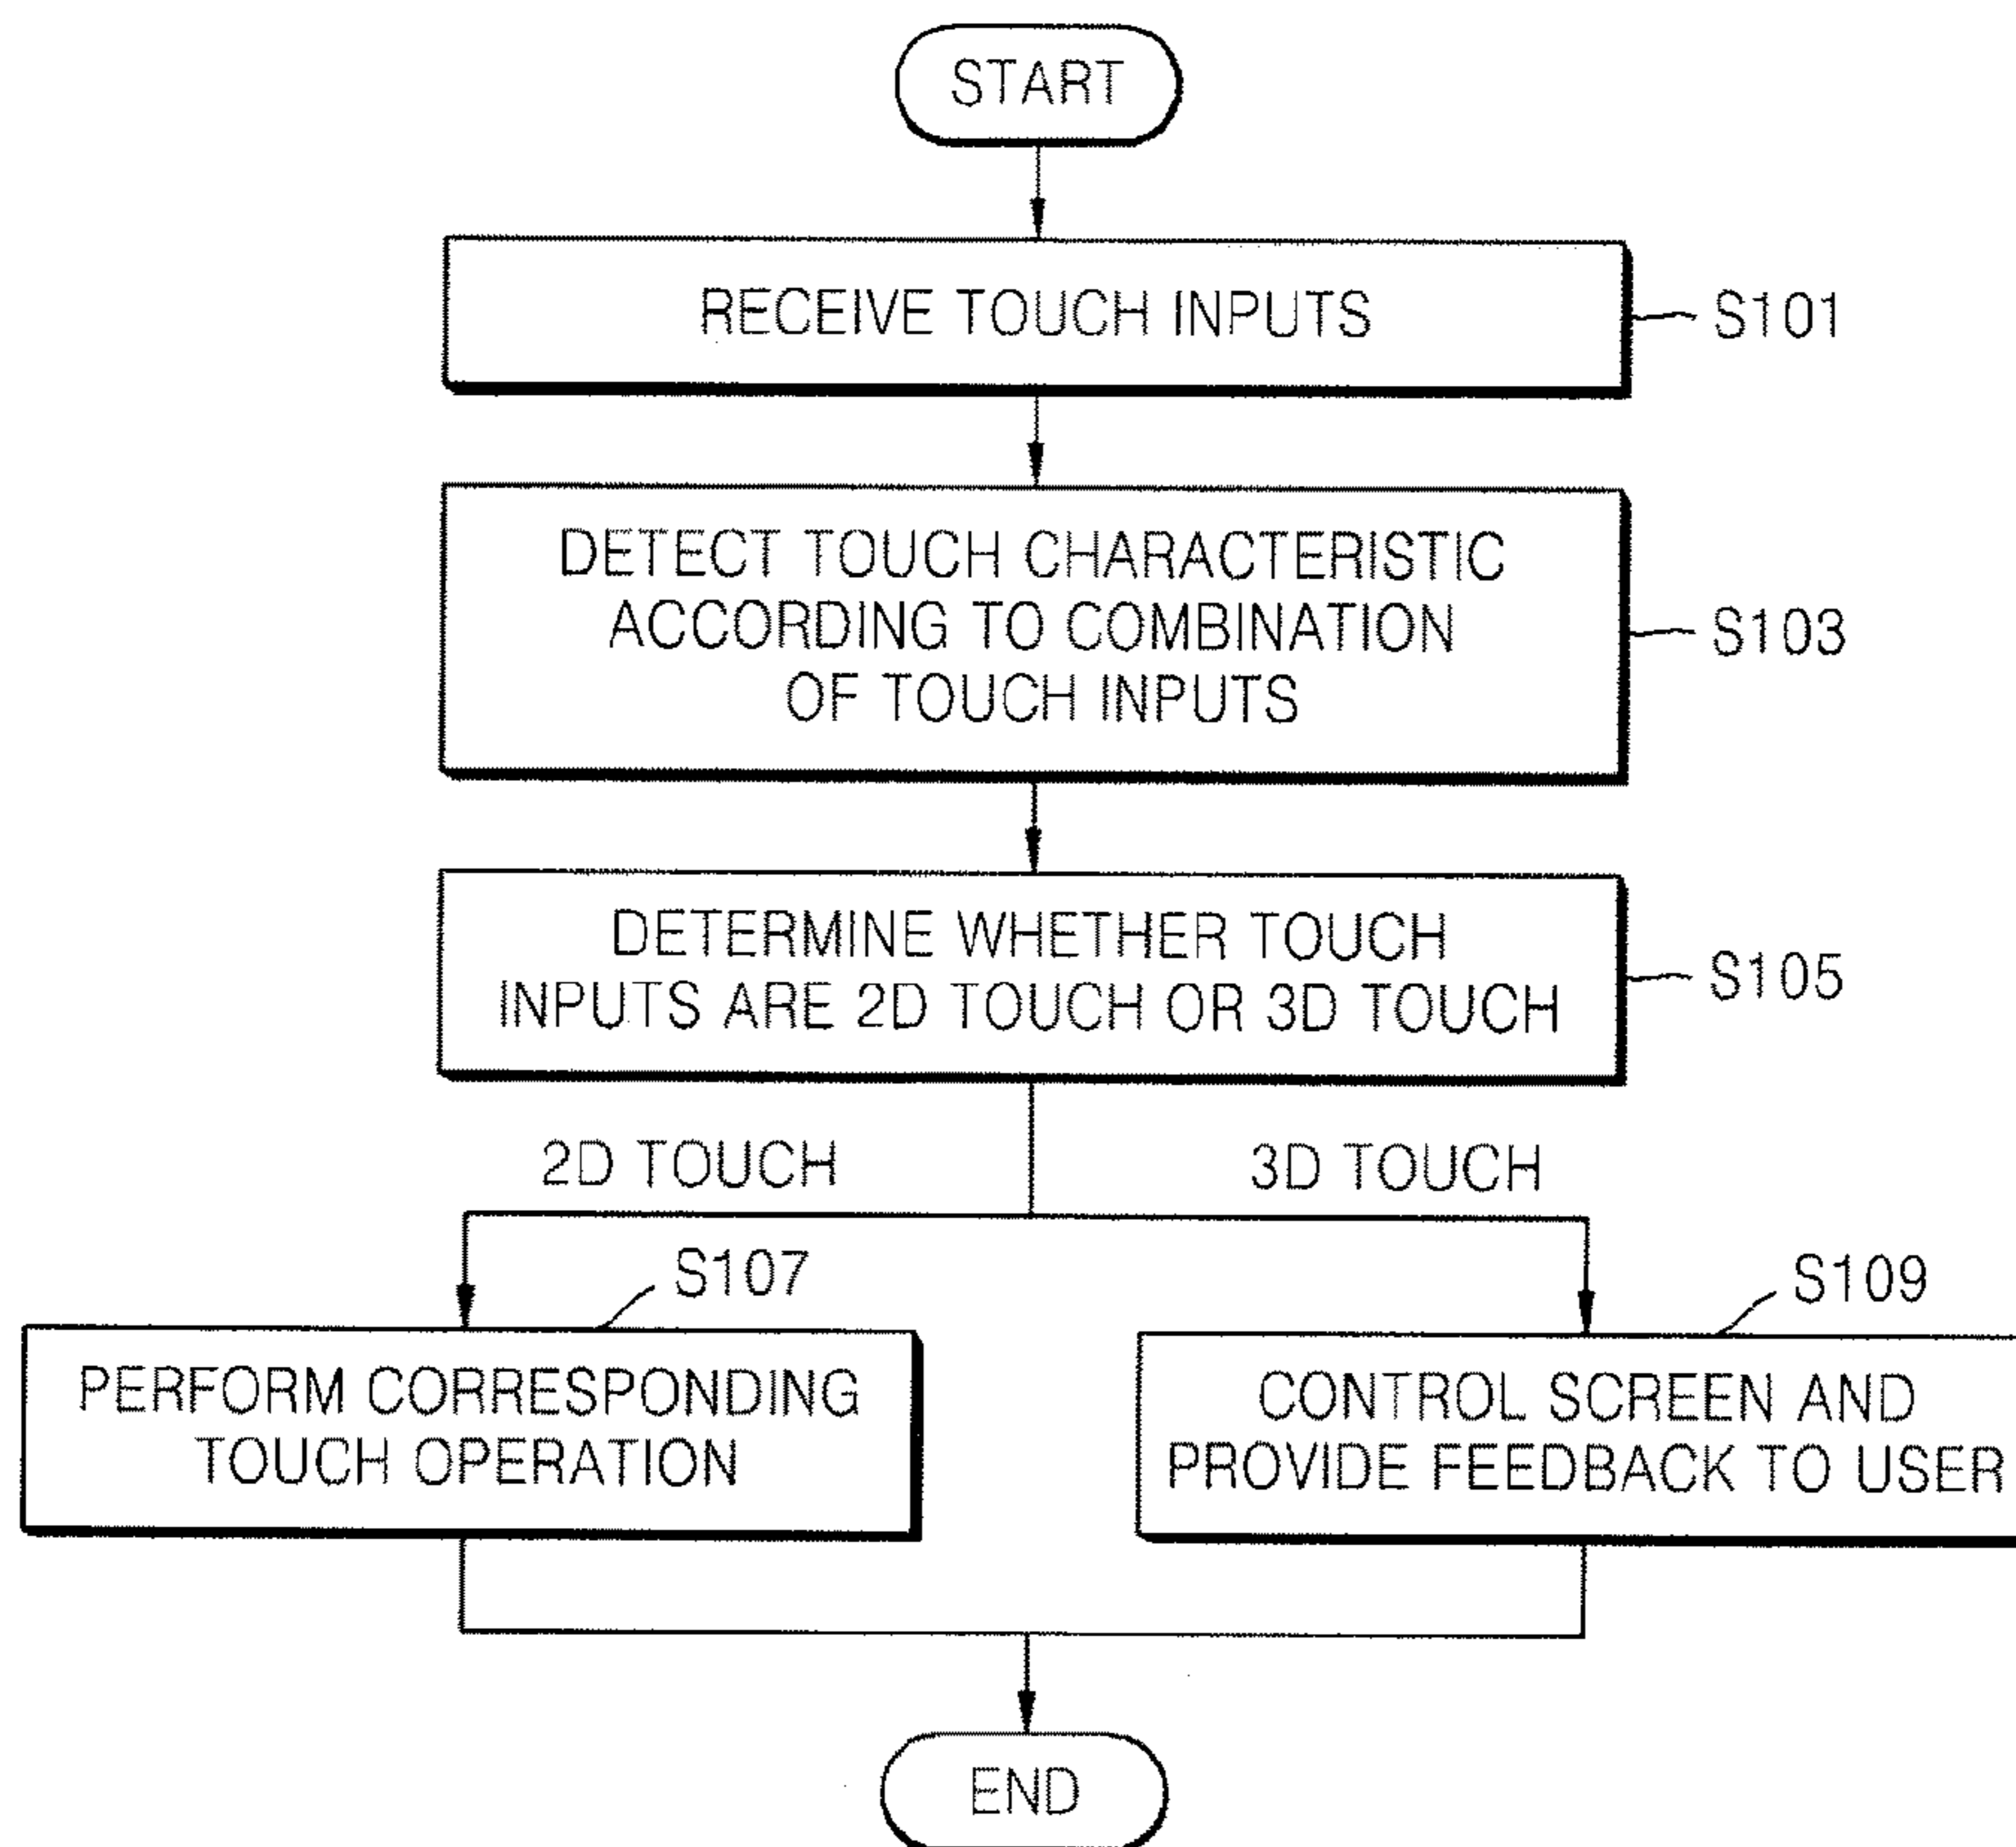 START
RECEIVE TOUCH INPUTS
S101
DETECT TOUCH CHARACTERISTIC
ACCORDING TO COMBINATION
OF TOUCH INPUTS
S103
DETERMINE WHETHER TOUCH
INPUTS ARE 2D TOUCH OR 3D TOUCH
S105
2D TOUCH
3D TOUCH
S107
PERFORM CORRESPONDING
TOUCH OPERATION
S109
CONTROL SCREEN AND
PROVIDE FEEDBACK TO USER
END